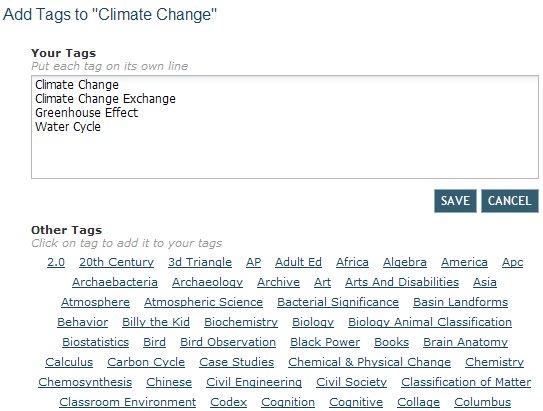 Add Tags to "Climate Change"
Your Tags
Put each tag on its own line
Climate Change
Climate Change Exchange
Greenhouse Effect
Water Cycle
SAVE CANCEL
Other Tags
Click on tag to add it to your tags
2.0 20th Century 3d Triangle AP Adult Ed Africa Algebra America Apc
Archaebacteria Archaeology Archive Art Arts And Disabilities Asia
Atmosphere Atmospheric Science Bacterial Significance Basin Landforms
Behavior Billy the Kid Biochemistry Biology Biology Animal Classification
Biostatistics Bird Bird Observation Black Power Books Brain Anatomy
Calculus Carbon Cycle Case Studies Chemical & Physical Change Chemistry
Chemosynthesis Chinese Civil Engineering Civil Society Classification of Matter
Classroom Environment Codex Cognition Cognitive Collage Columbus